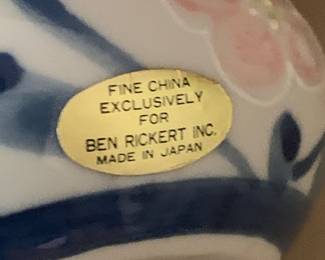 FINE CHINA
EXCLUSIVELY
FOR
BEN RICKERT INC.
MADE IN JAPAN